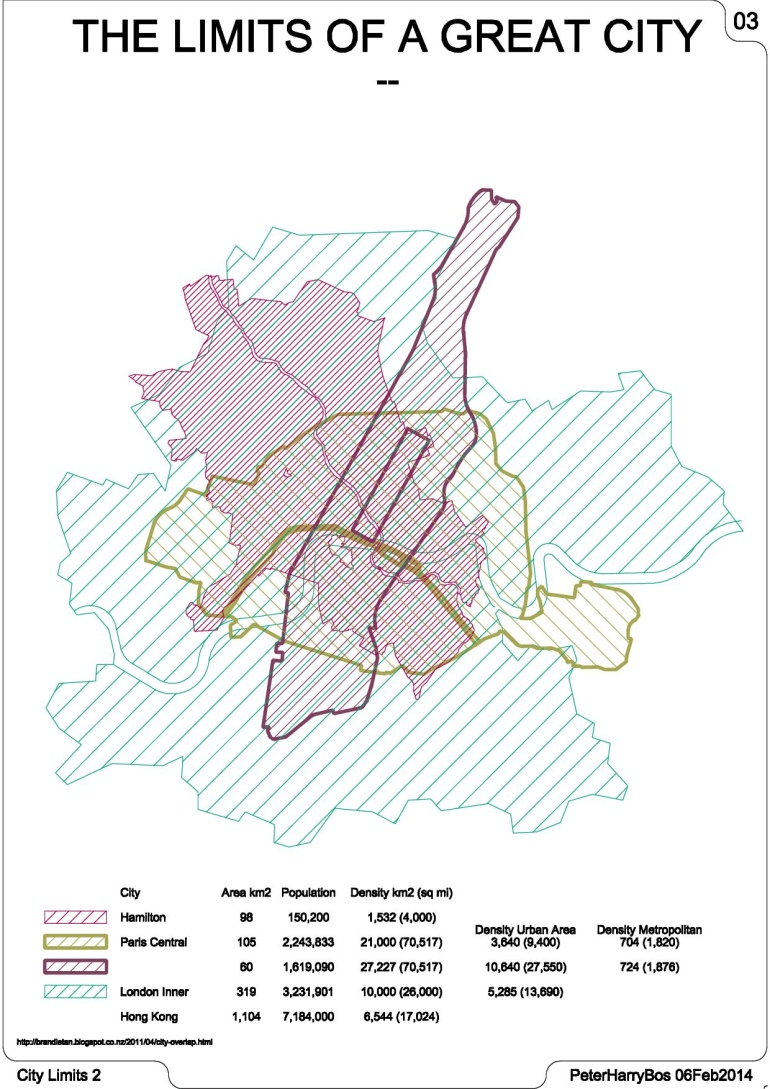 03
THE LIMITS OF A GREAT CITY
--
City Area km2 Population Density km2 (sq mi)
Hamilton 98 150,200 1,532 (4,000)
Density Urban Area Density Metropolitan
Paris Central 105 2,243,833 21,000 (70,517) 3,640 (9,400) 704 (1,820)
60 1,619,090 27,227 (70,517) 10,640 (27,550) 724 (1,876)
London Inner 319 3,231,901 10,000 (26,000) 5,285 (13,690)
Hong Kong 1,104 7,184,000 6,544 (17,024)
http://brandietan.blogspot.co.nz/2011/04/city-overlap.html
City Limits 2
PeterHarryBos 06Feb2014